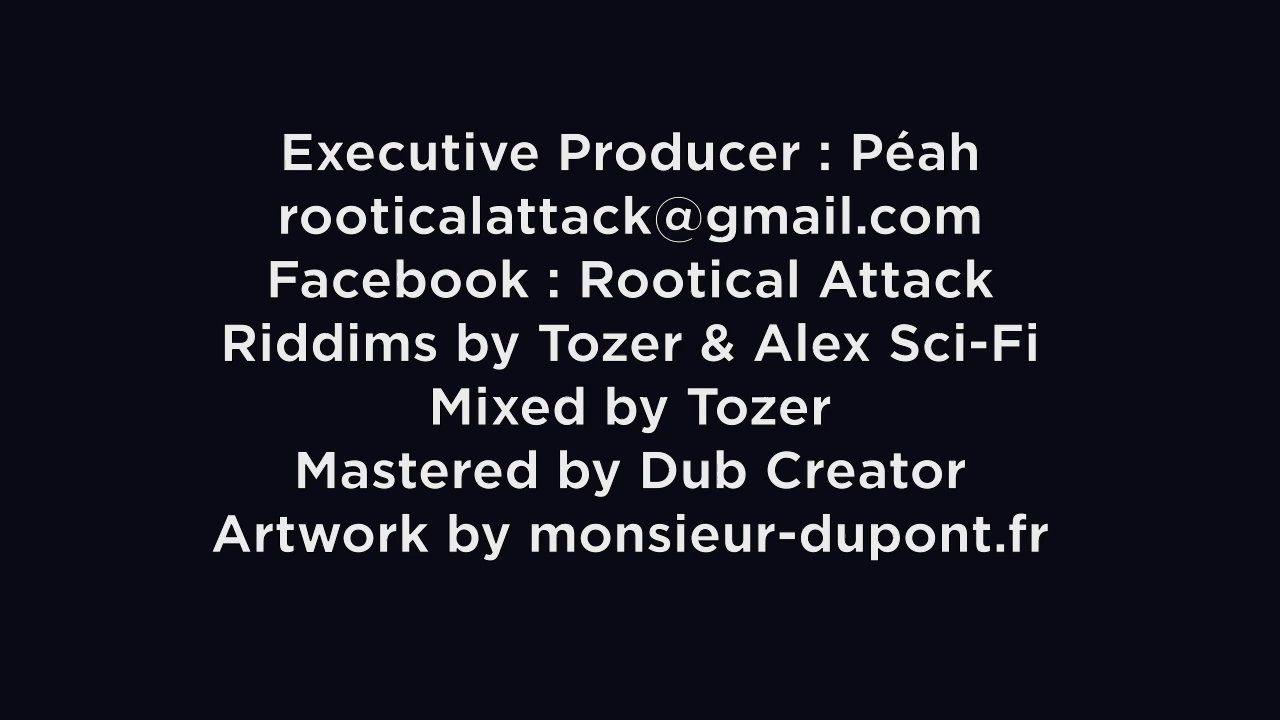 Executive Producer : Péah
rooticalattack@gmail.com
Facebook : Rootical Attack
Riddims by Tozer & Alex Sci-Fi
Mixed by Tozer
Mastered by Dub Creator
Artwork by monsieur-dupont.fr